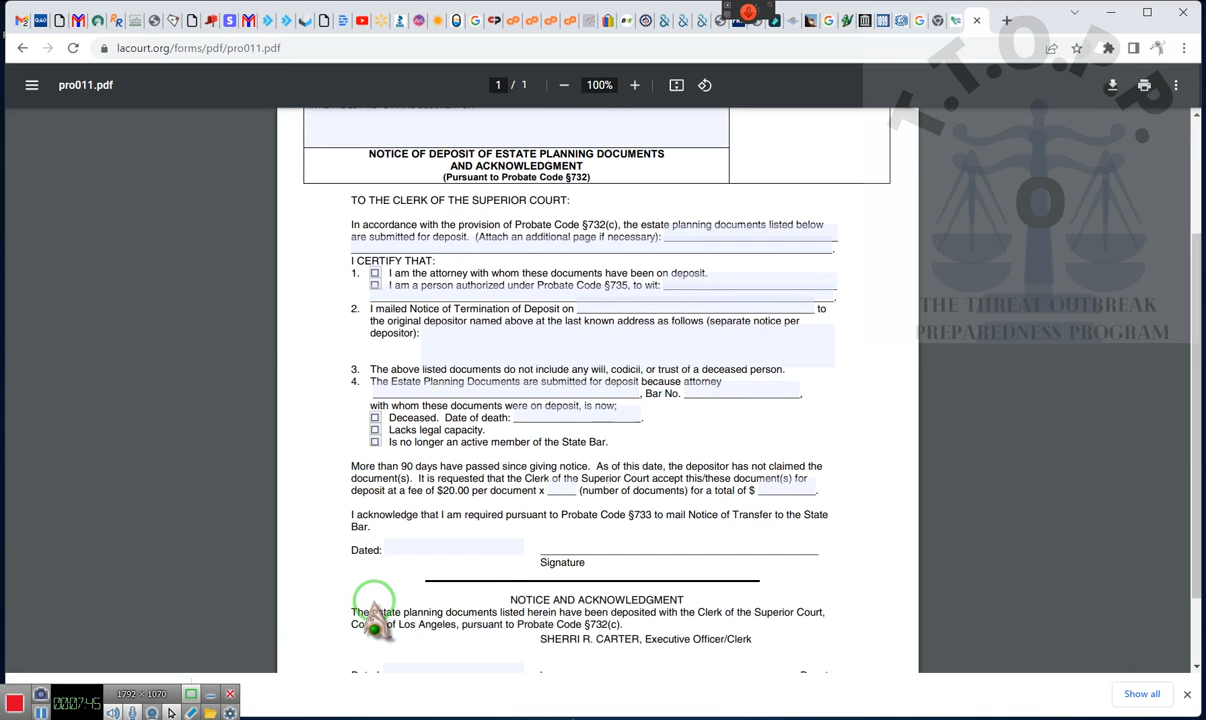 lacourt.org/forms/pdf/pro011.pdf
pro011.pdf
1 / 1
100%
T.T.O.P.P.
O
THE THREAT OUTBREAK
PREPAREDNESS PROGRAM
NOTICE OF DEPOSIT OF ESTATE PLANNING DOCUMENTS
AND ACKNOWLEDGMENT
(Pursuant to Probate Code §732)
TO THE CLERK OF THE SUPERIOR COURT:
In accordance with the provision of Probate Code §732(c), the estate planning documents listed below
are submitted for deposit. (Attach an additional page if necessary):
I CERTIFY THAT:
1. I am the attorney with whom these documents have been on deposit.
I am a person authorized under Probate Code §735, to wit:
2. I mailed Notice of Termination of Deposit on to
the original depositor named above at the last known address as follows (separate notice per
depositor):
3. The above listed documents do not include any will, codicil, or trust of a deceased person.
4. The Estate Planning Documents are submitted for deposit because attorney
, Bar No. ,
with whom these documents were on deposit, is now;
Deceased. Date of death: .
Lacks legal capacity.
Is no longer an active member of the State Bar.
More than 90 days have passed since giving notice. As of this date, the depositor has not claimed the
document(s). It is requested that the Clerk of the Superior Court accept this/these document(s) for
deposit at a fee of $20.00 per document x (number of documents) for a total of $ .
I acknowledge that I am required pursuant to Probate Code §733 to mail Notice of Transfer to the State
Bar.
Dated:
Signature
NOTICE AND ACKNOWLEDGMENT
The estate planning documents listed herein have been deposited with the Clerk of the Superior Court,
of Los Angeles, pursuant to Probate Code §732(c).
SHERRI R. CARTER, Executive Officer/Clerk
Show all
1792 × 1070
00:07:45